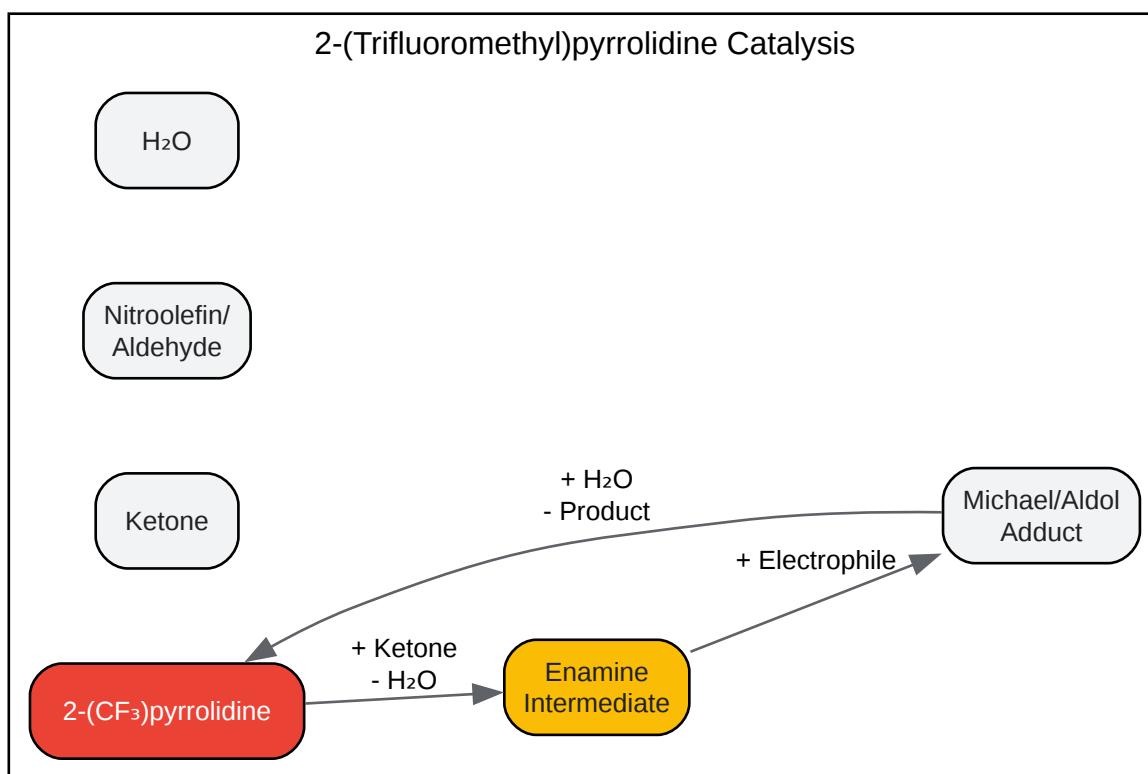 2-(Trifluoromethyl)pyrrolidine Catalysis
H₂O
Nitroolefin/
Aldehyde
Ketone
+ H₂O
- Product
Michael/Aldol
Adduct
+ Electrophile
+ Ketone
- H₂O
Enamine
Intermediate
2-(CF₃)pyrrolidine